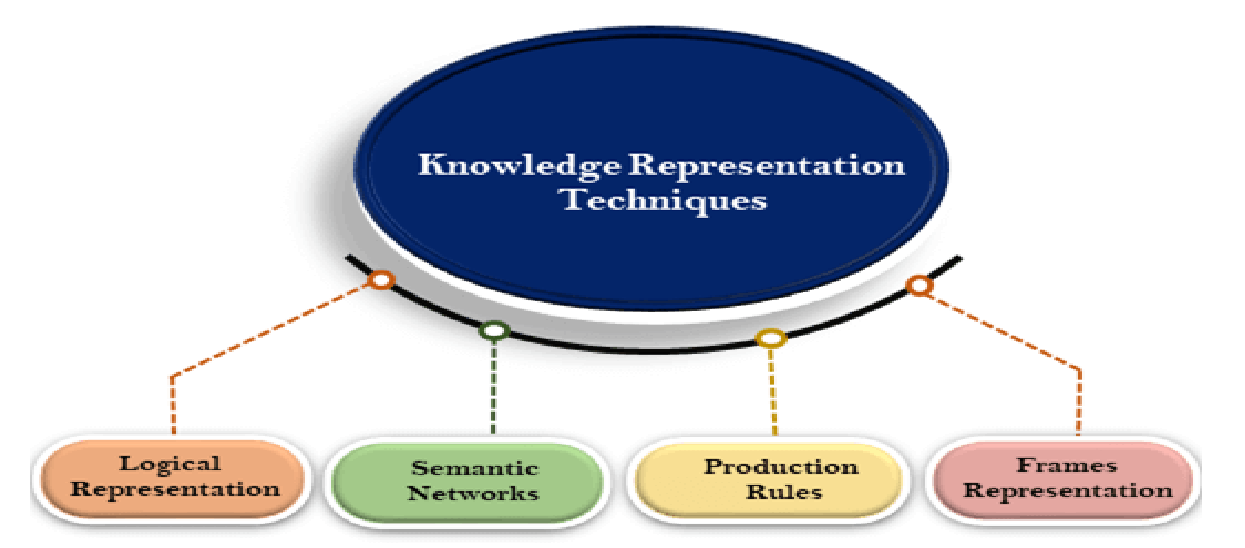 Knowledge Representation
Techniques
Logical
Representation
Semantic
Networks
Production
Rules
Frames
Representation